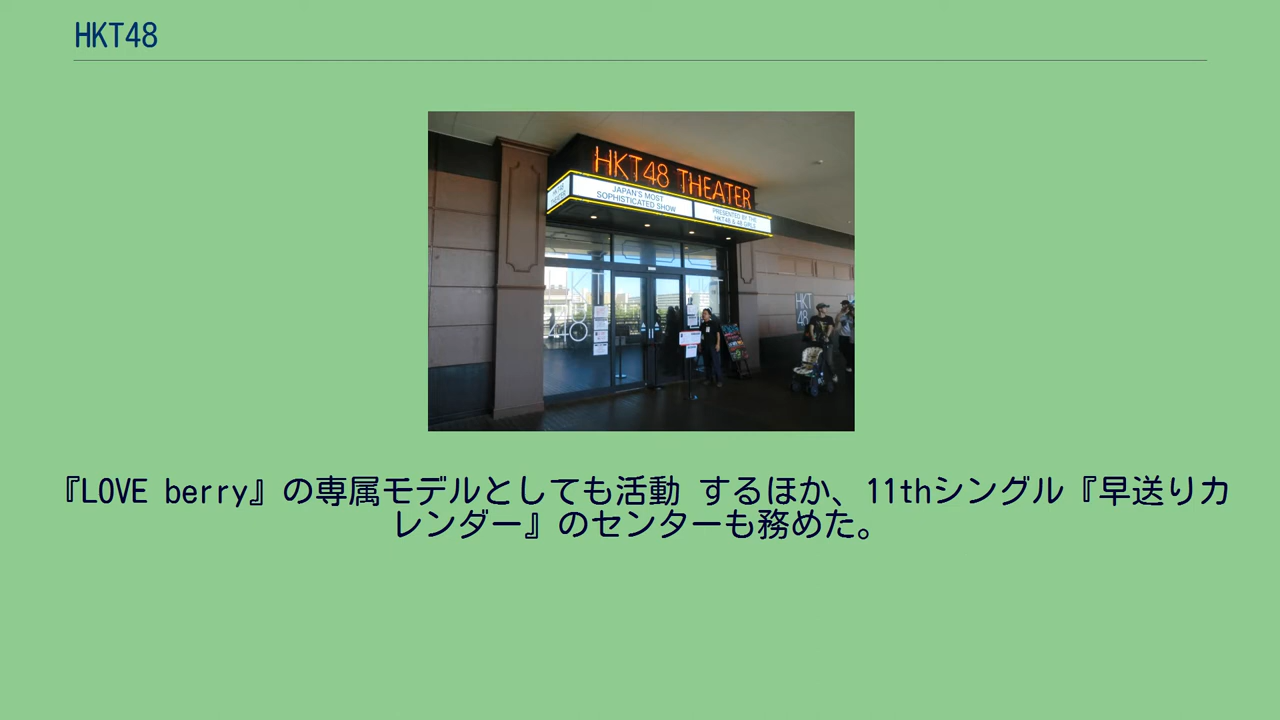 HKT48
HKT48 THEATER
JAPAN'S MOST
SOPHISTICATED SHOW
PRESENTED BY THE
HKT48 & 48 GIRLS
HKT
48
『LOVE berry』の専属モデルとしても活動 するほか、11thシングル『早送りカ
レンダー』のセンターも務めた。